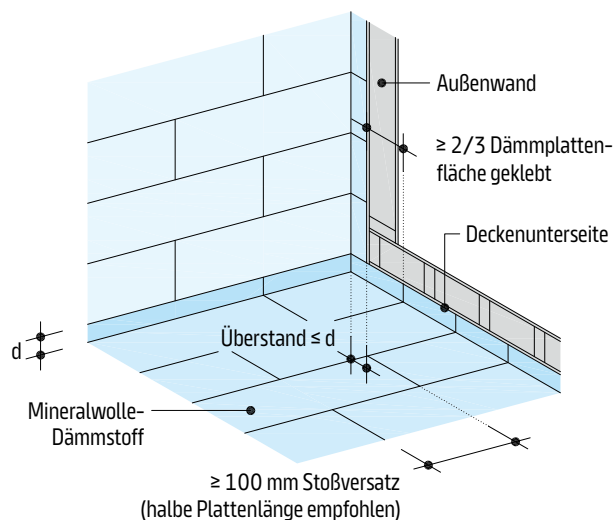 Außenwand
≥ 2/3 Dämmplatten-
fläche geklebt
Deckenunterseite
Überstand ≤ d
d
Mineralwolle-
Dämmstoff
≥ 100 mm Stoßversatz
(halbe Plattenlänge empfohlen)